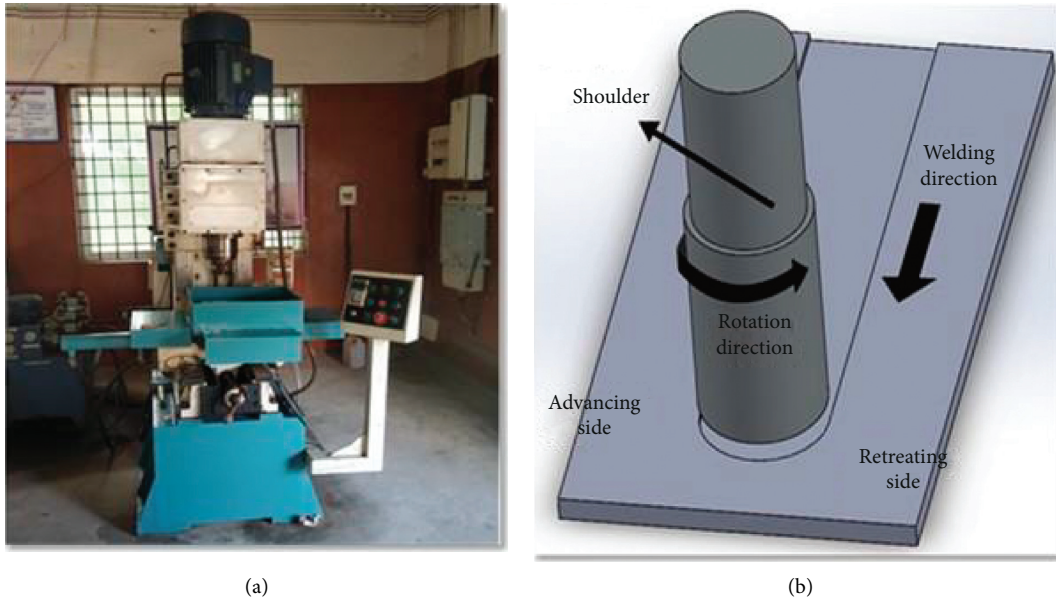 Shoulder
Welding
direction
Rotation
direction
Advancing
side
Retreating
side
(a)
(b)